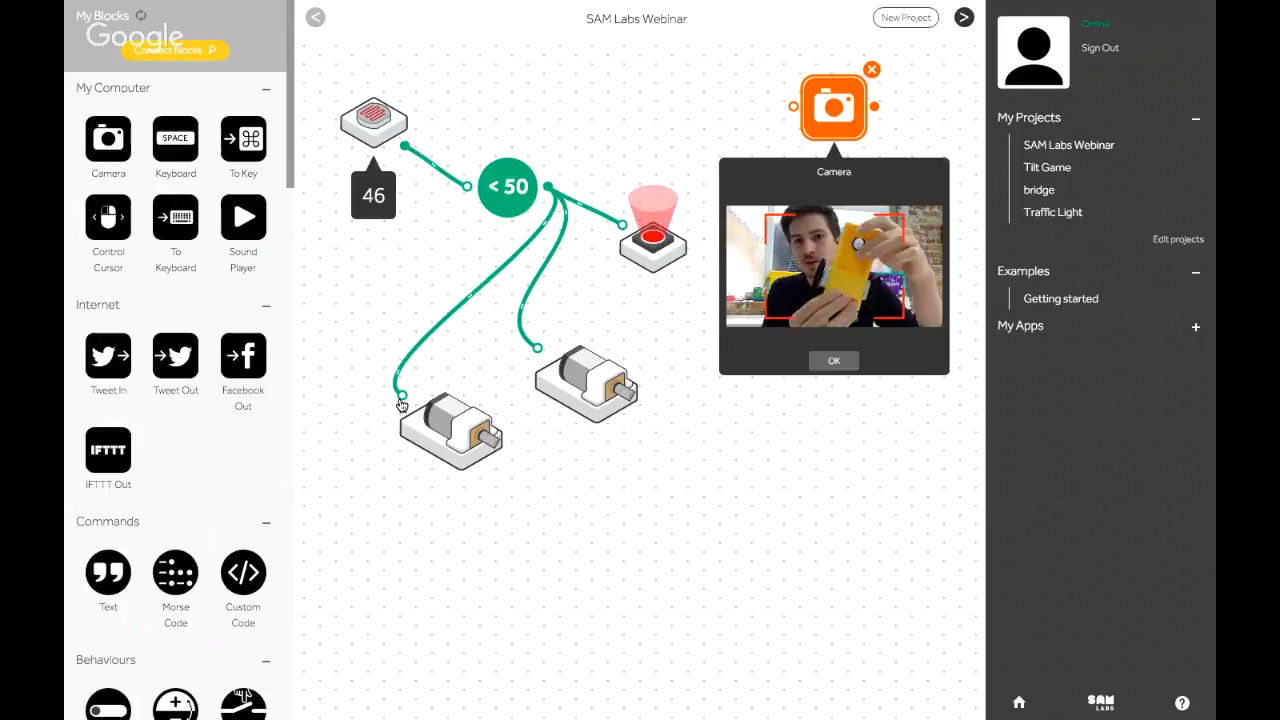 My Blocks
Google
Connect Blocks
My Computer
Camera
SPACE
Keyboard
To Key
Control
Cursor
To
Keyboard
Sound
Player
Internet
Tweet In
Tweet Out
Facebook
Out
IFTTT
IFTTT Out
Commands
Text
Morse
Code
Custom
Code
Behaviours
SAM Labs Webinar
New Project
46
< 50
Camera
OK
Online
Sign Out
My Projects
SAM Labs Webinar
Tilt Game
bridge
Traffic Light
Edit projects
Examples
Getting started
My Apps
SAM
LABS